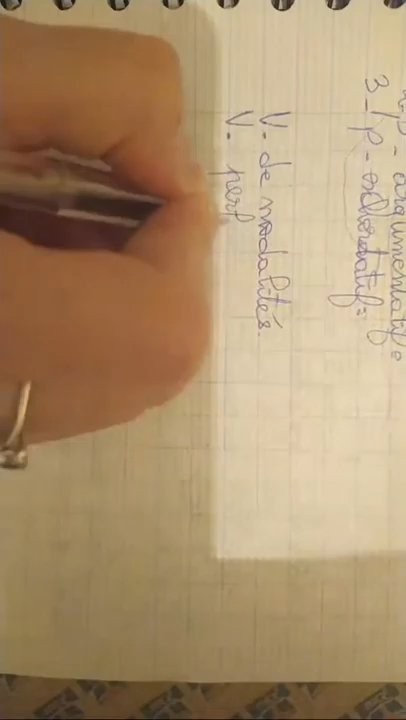 p - argumentatif
3 - p - exhortatif =
V - de modalités.
V - perf